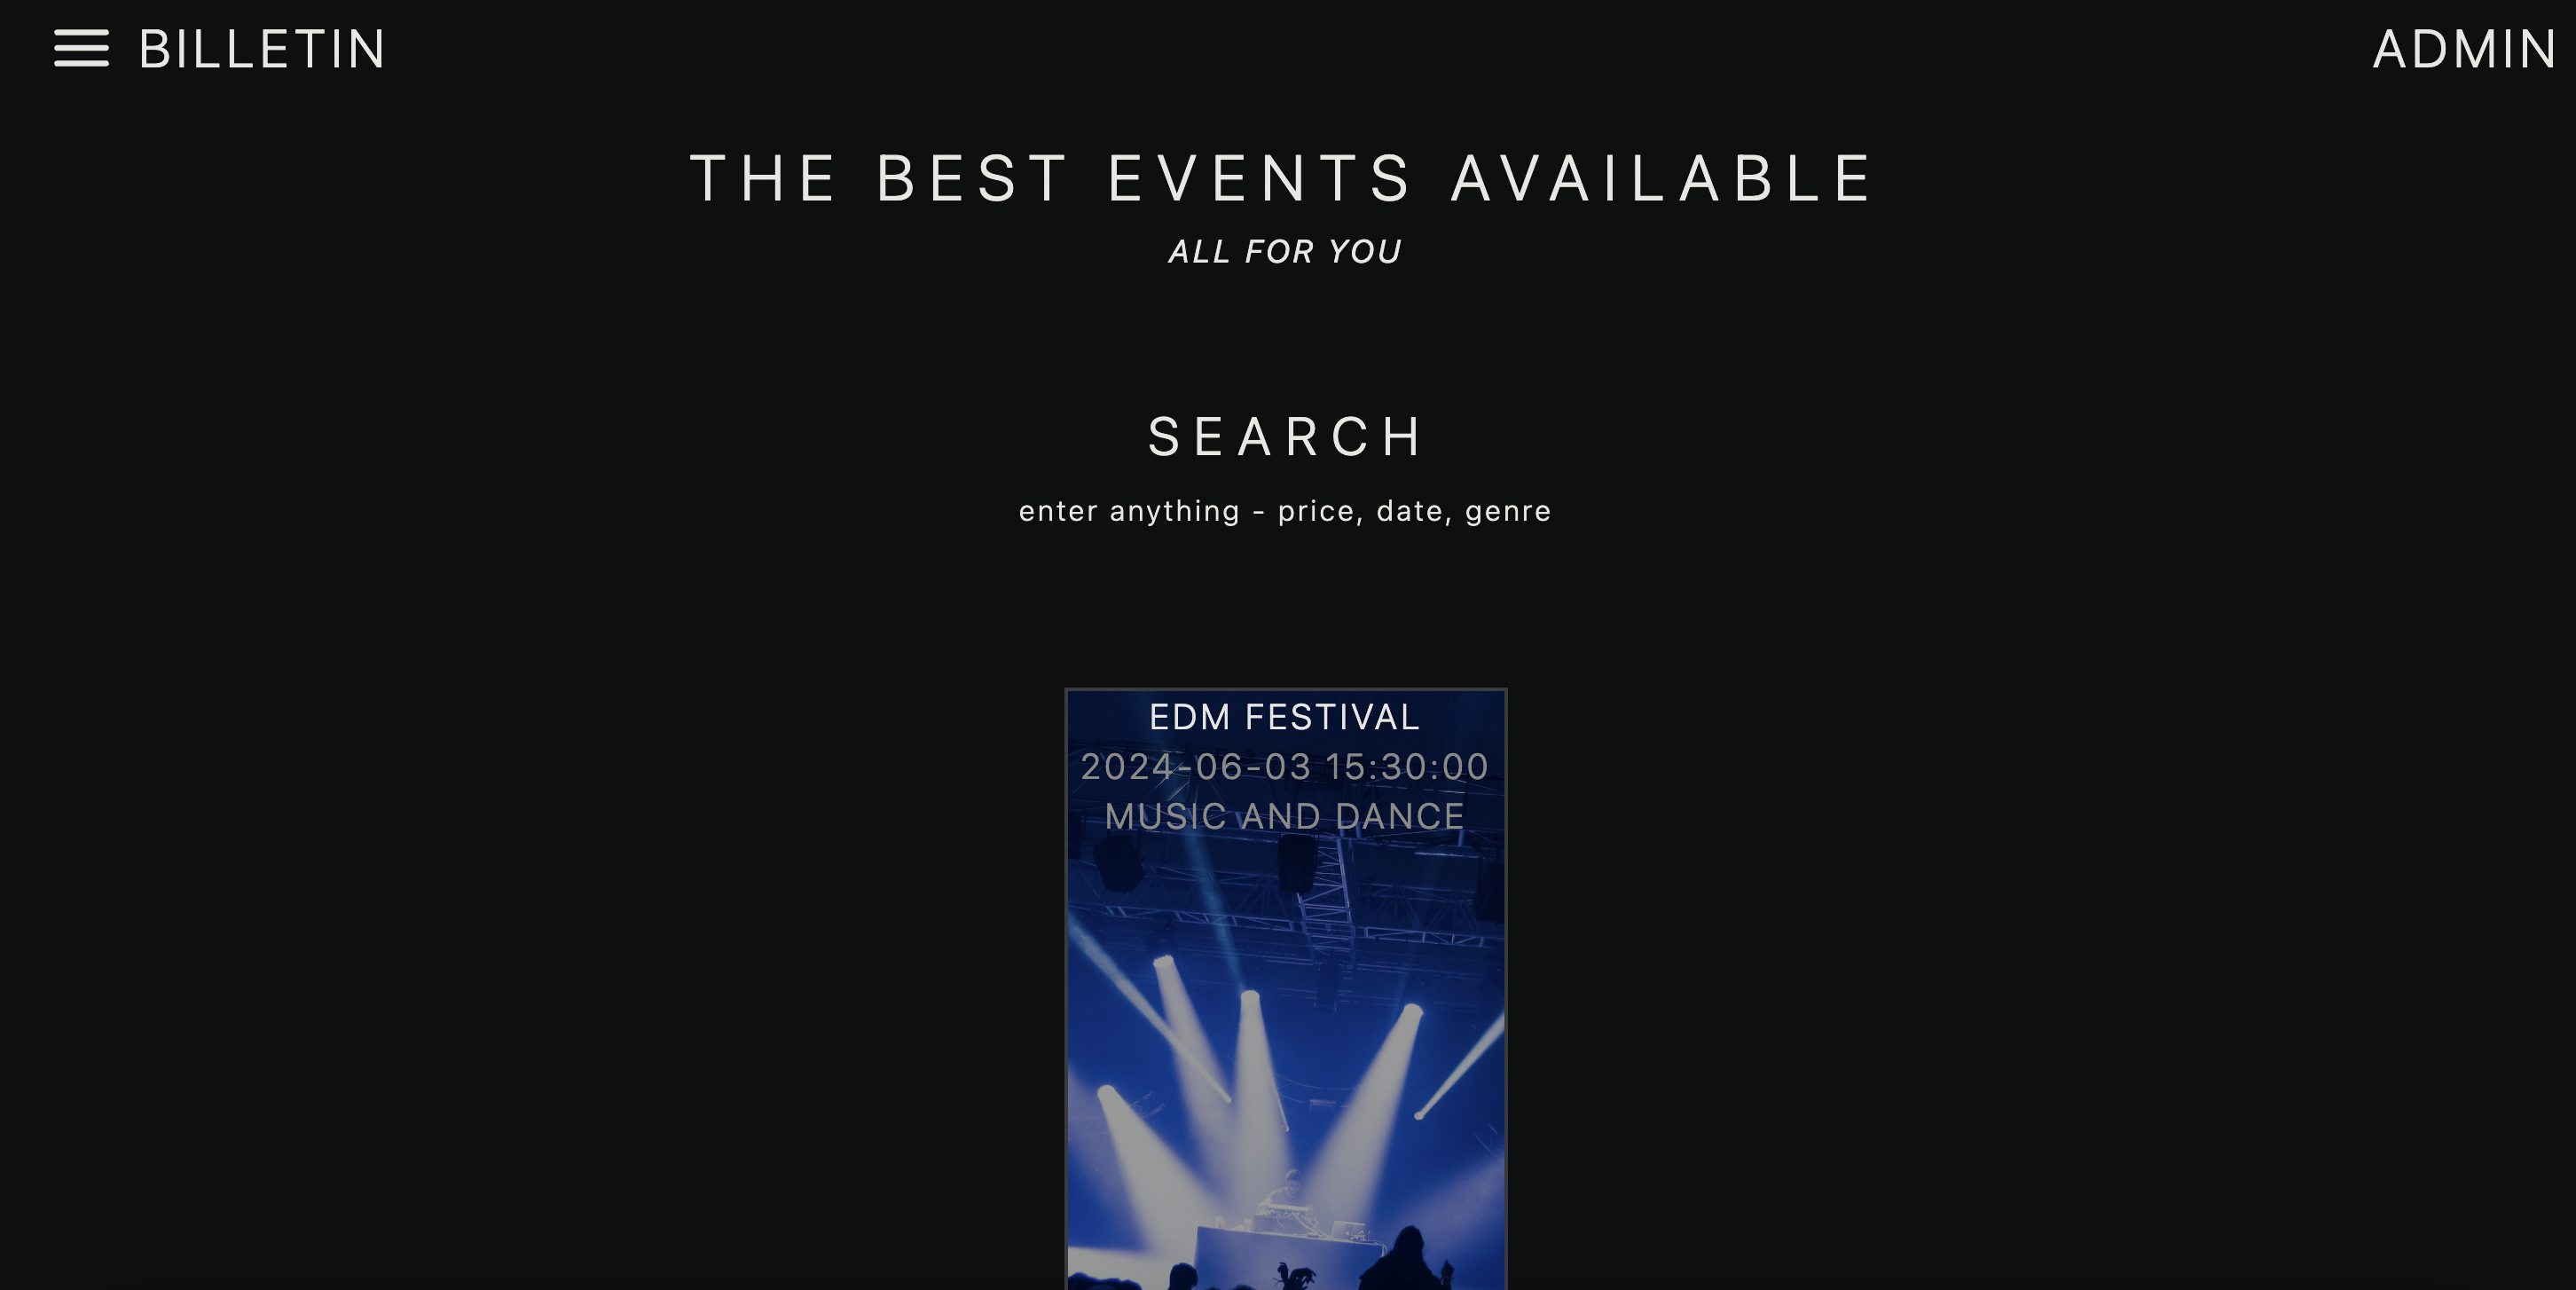 BILLETIN
ADMIN
THE BEST EVENTS AVAILABLE
ALL FOR YOU
SEARCH
enter anything - price, date, genre
EDM FESTIVAL
2024-06-03 15:30:00
MUSIC AND DANCE